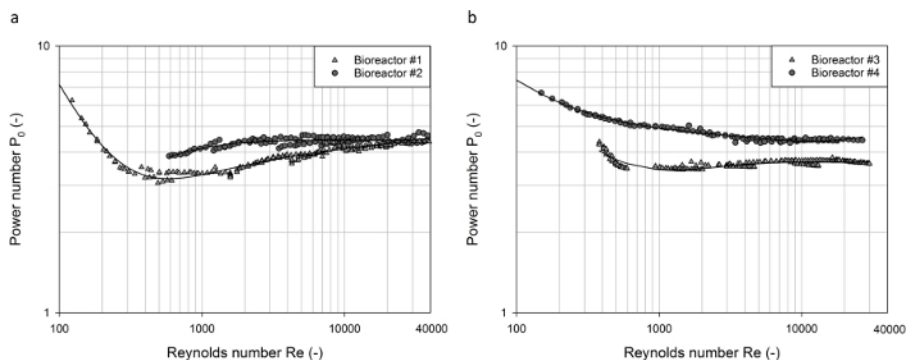 a
10
Bioreactor #1
Bioreactor #2
Power number P₀ (-)
1
100
1000
10000
40000
Reynolds number Re (-)
b
10
Bioreactor #3
Bioreactor #4
Power number P₀ (-)
1
100
1000
10000
40000
Reynolds number Re (-)